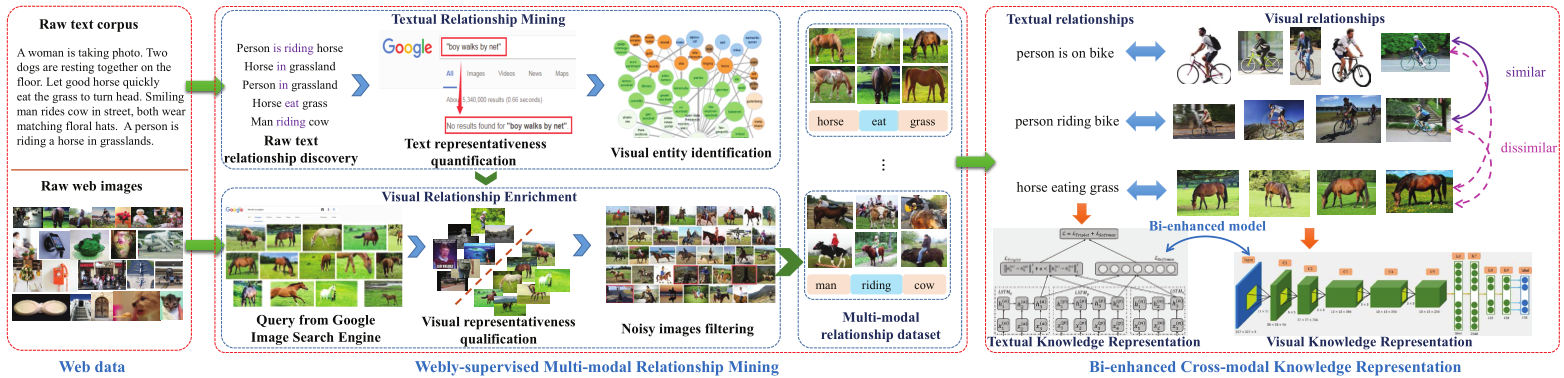 Raw text corpus
A woman is taking photo. Two
dogs are resting together on the
floor. Let good horse quickly
eat the grass to turn head. Smiling
man rides cow in street, both wear
matching floral hats. A person is
riding a horse in grasslands.
Raw web images
Web data
Textual Relationship Mining
Person is riding horse
Horse in grassland
Person in grassland
Horse eat grass
Man riding cow
Raw text
relationship discovery
Google
"boy walks by net"
All Images Videos News Maps
About 5,340,000 results (0.66 seconds)
No results found for "boy walks by net"
Text representativeness
quantification
Visual entity identification
Visual Relationship Enrichment
Google
Query from Google
Image Search Engine
Visual representativeness
qualification
Noisy images filtering
horse eat grass
...
man riding cow
Multi-modal
relationship dataset
Webly-supervised Multi-modal Relationship Mining
Textual relationships
Visual relationships
person is on bike
person riding bike
horse eating grass
similar
dissimilar
Bi-enhanced model
Textual Knowledge Representation
Visual Knowledge Representation
Bi-enhanced Cross-modal Knowledge Representation